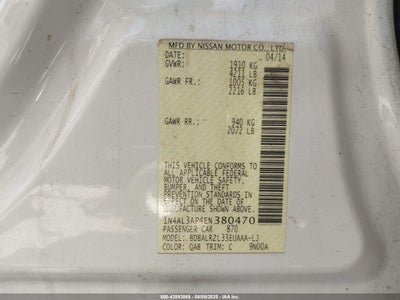 MFD BY NISSAN MOTOR CO., LTD.
DATE: 04/14
GVWR: 1910 KG
4211 LB
GAWR FR.: 1005 KG
2216 LB
GAWR RR.: 940 KG
2072 LB
THIS VEHICLE CONFORMS TO
ALL APPLICABLE FEDERAL
MOTOR VEHICLE SAFETY,
BUMPER, AND THEFT
PREVENTION STANDARDS
IN EFFECT ON THE DATE OF
MANUFACTURE SHOWN ABOVE.
1N4AL3AP4EN380470
PASSENGER CAR 870
MODEL: BDBALRZL33EUAAA-LJ
COLOR: QAB TRIM: C 9N00A